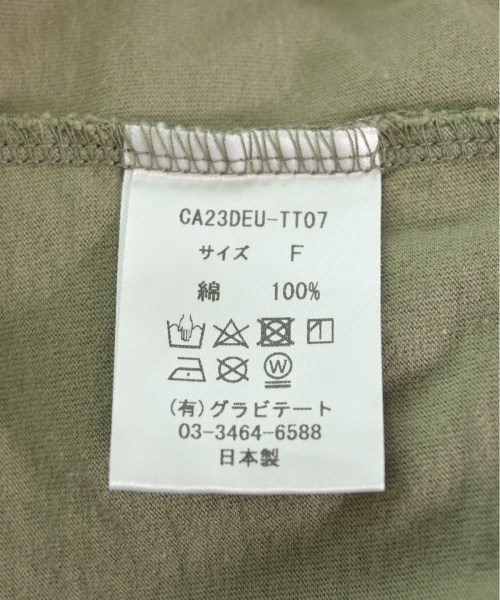 CA23DEU-TT07
サイズ F
綿 100%
W
(有)グラビテート
03-3464-6588
日本製